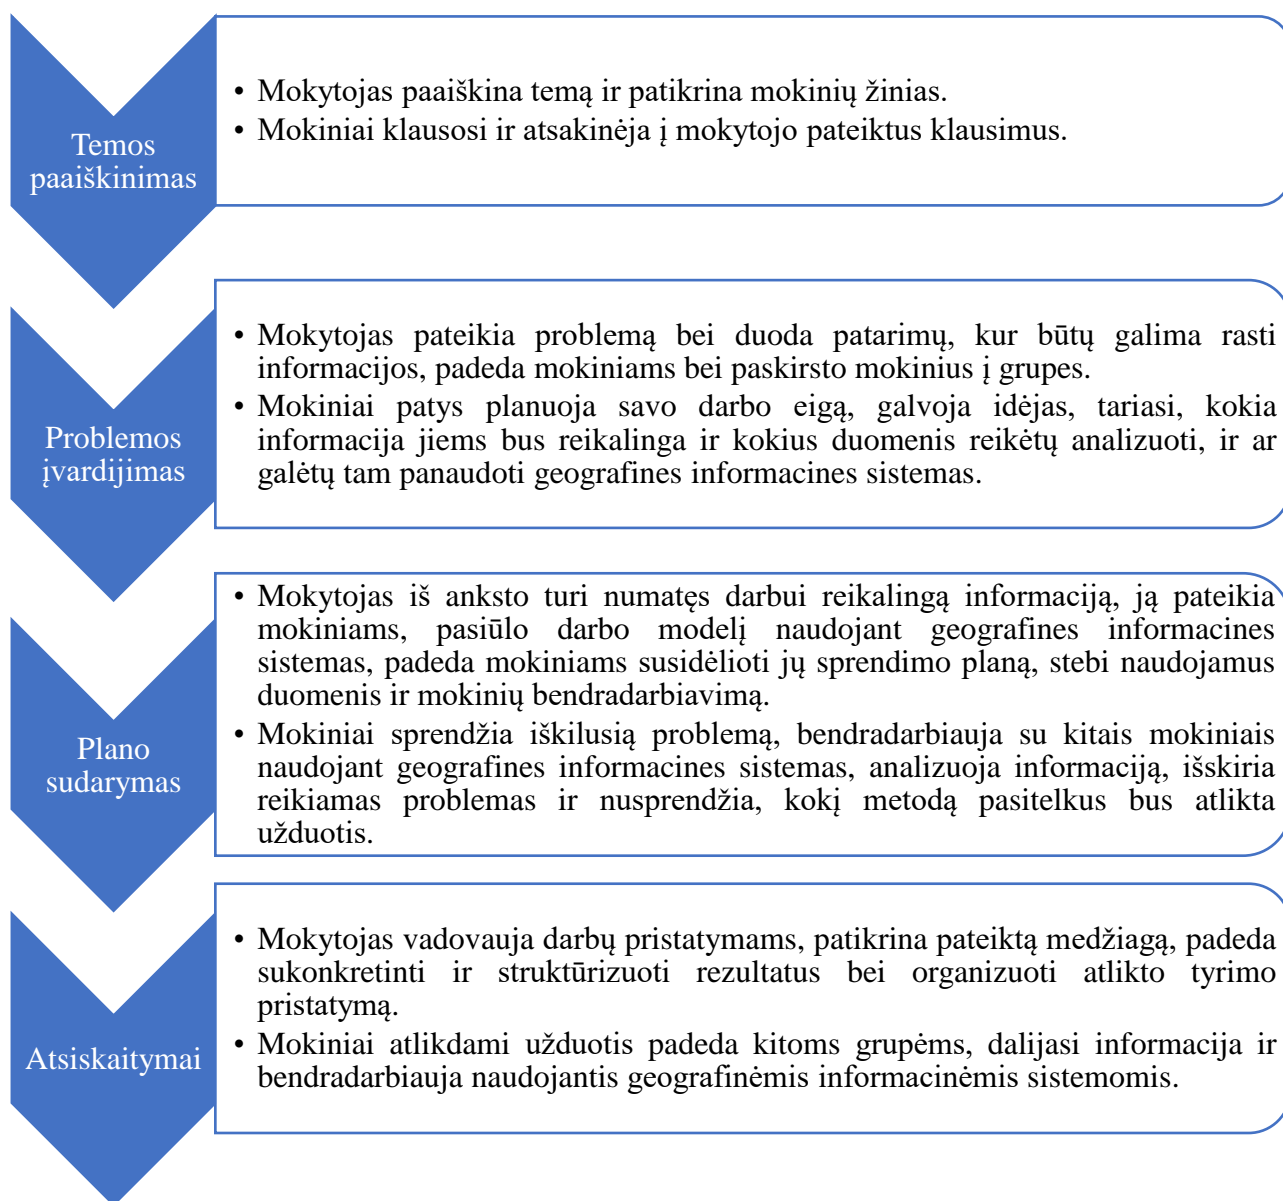 Temos
paaiškinimas
• Mokytojas paaiškina temą ir patikrina mokinių žinias.
• Mokiniai klausosi ir atsakinėja į mokytojo pateiktus klausimus.
Problemos
įvardijimas
• Mokytojas pateikia problemą bei duoda patarimų, kur būtų galima rasti
informacijos, padeda mokiniams bei paskirsto mokinius į grupes.
• Mokiniai patys planuoja savo darbo eigą, galvoja idėjas, tariasi, kokia
informacija jiems bus reikalinga ir kokius duomenis reikėtų analizuoti, ir ar
galėtų tam panaudoti geografines informacines sistemas.
Plano
sudarymas
• Mokytojas iš anksto turi numatęs darbui reikalingą informaciją, ją pateikia
mokiniams, pasiūlo darbo modelį naudojant geografines informacines
sistemas, padeda mokiniams susidėlioti jų sprendimo planą, stebi naudojamus
duomenis ir mokinių bendradarbiavimą.
• Mokiniai sprendžia iškilusią problemą, bendradarbiauja su kitais mokiniais
naudojant geografines informacines sistemas, analizuoja informaciją, išskiria
reikiamas problemas ir nusprendžia, kokį metodą pasitelkus bus atlikta
užduotis.
Atsiskaitymai
• Mokytojas vadovauja darbų pristatymams, patikrina pateiktą medžiagą, padeda
sukonkretinti ir struktūrizuoti rezultatus bei organizuoti atlikto tyrimo
pristatymą.
• Mokiniai atlikdami užduotis padeda kitoms grupėms, dalijasi informacija ir
bendradarbiauja naudojantis geografinėmis informacinėmis sistemomis.